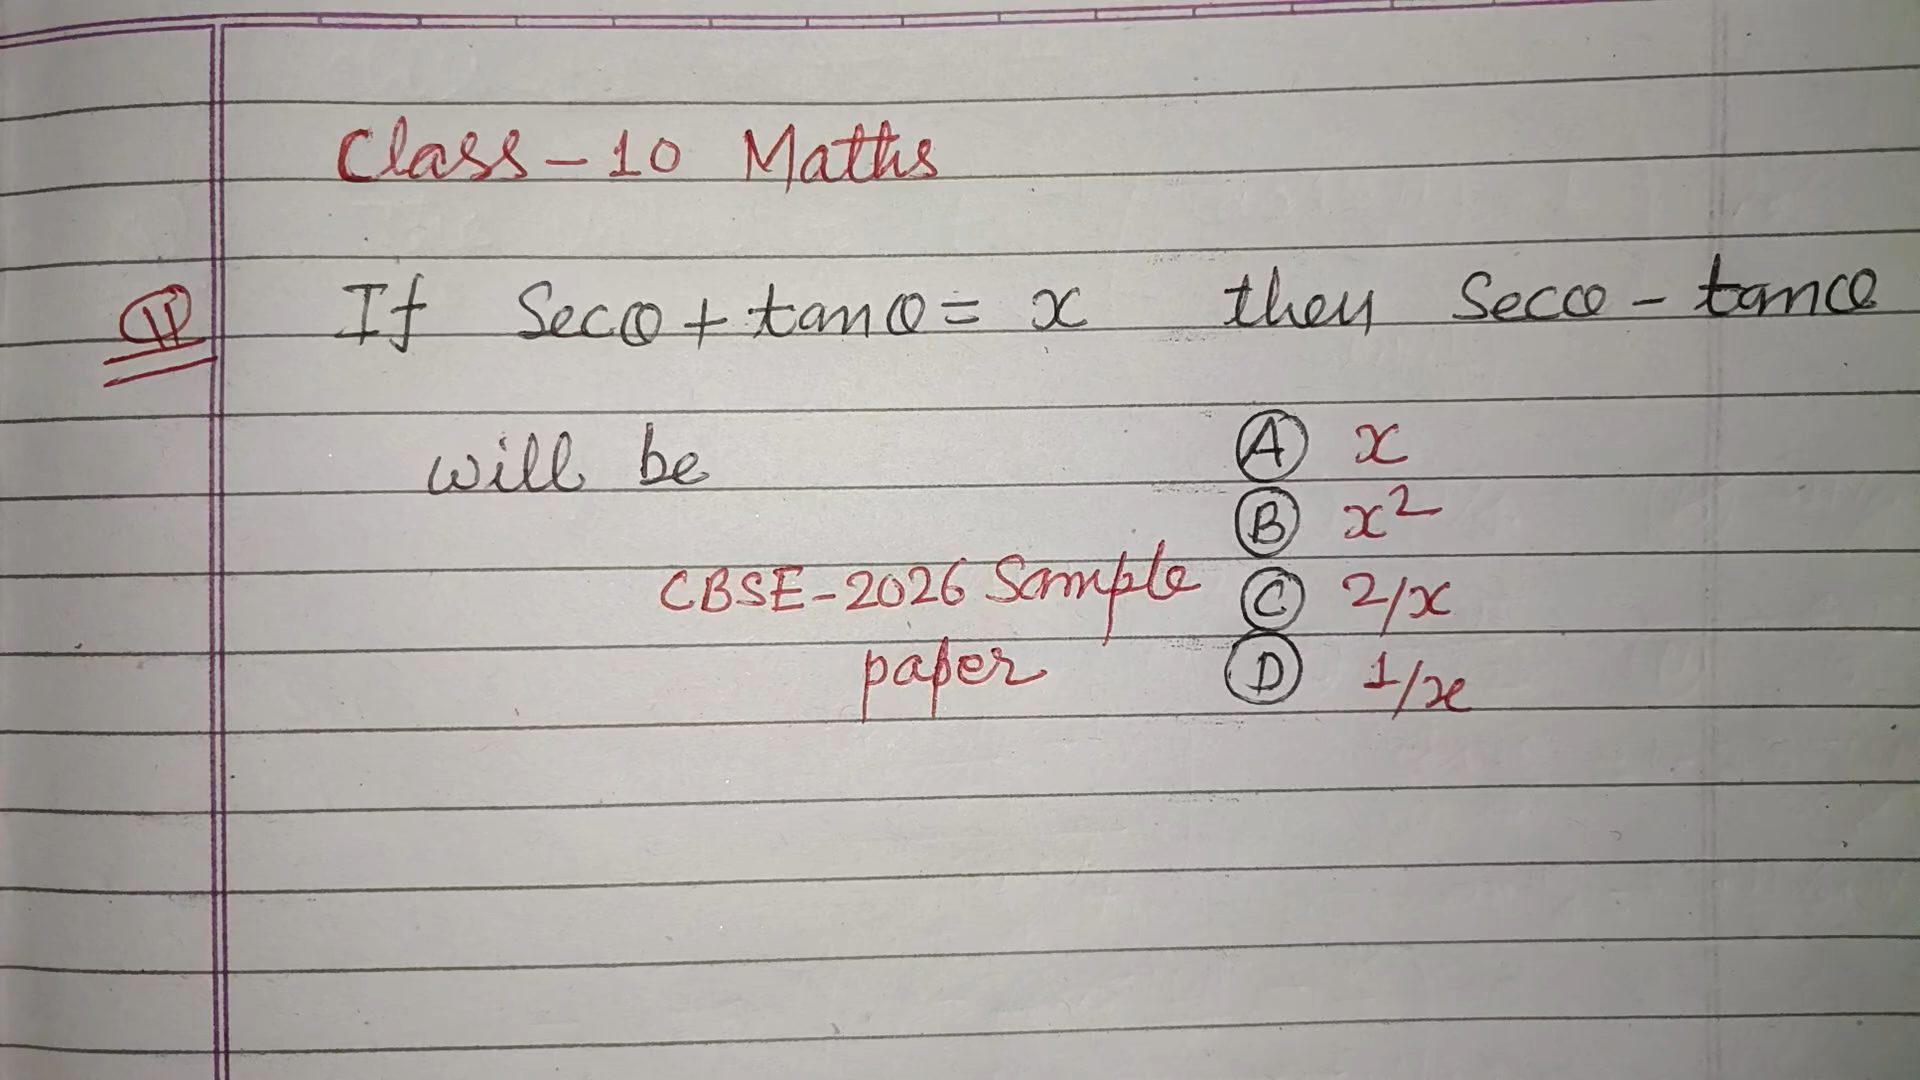 Class-10 Maths
Q If Secθ + tanθ = x then Secθ - tanθ
will be
(A) x
(B) x²
CBSE-2026 Sample (C) 2/x
paper (D) 1/x